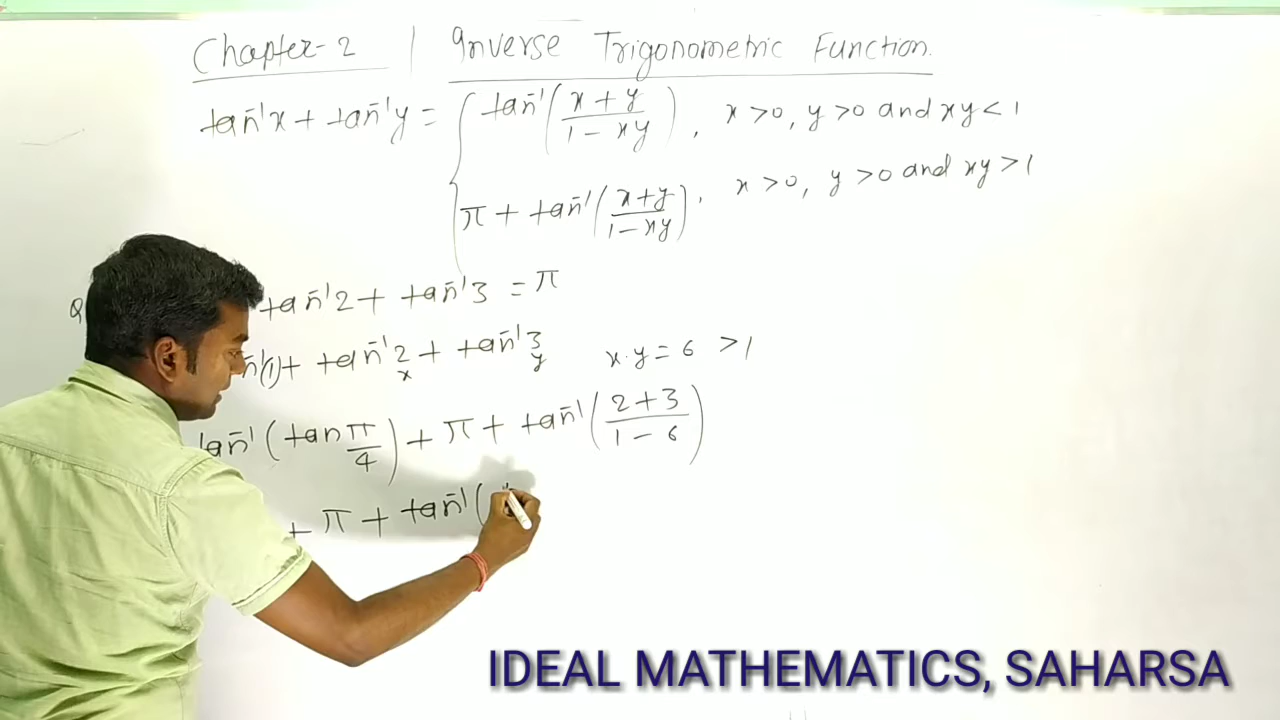 Chapter-2 | Inverse Trigonometric Function.
tan⁻¹x + tan⁻¹y = { tan⁻¹(x+y / 1-xy), x>0, y>0 and xy<1
π + tan⁻¹(x+y / 1-xy), x>0, y>0 and xy>1
tan⁻¹2 + tan⁻¹3 = π
n⁻¹(1) + tan⁻¹2 + tan⁻¹3 x.y = 6 >1
x y
tan⁻¹(tan π/4) + π + tan⁻¹(2+3 / 1-6)
+ π + tan⁻¹(
IDEAL MATHEMATICS, SAHARSA